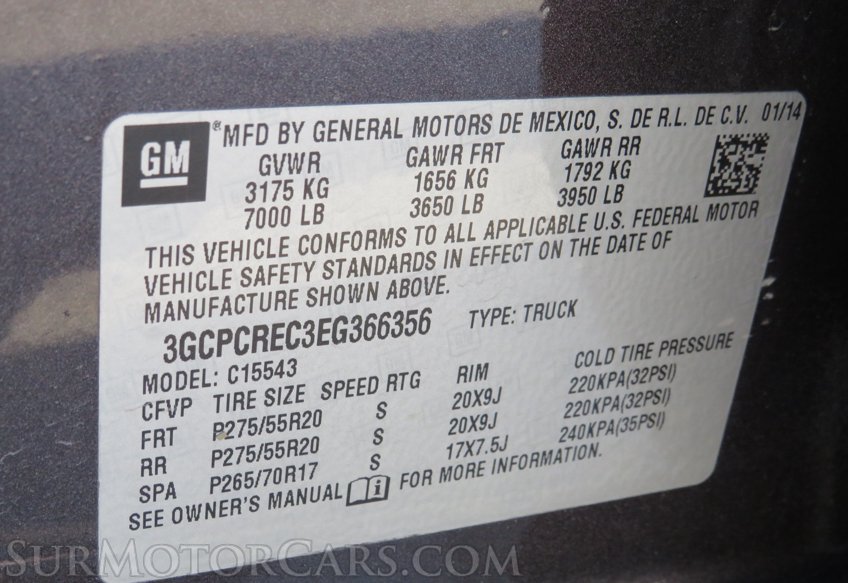 GM ® MFD BY GENERAL MOTORS DE MEXICO, S. DE R.L. DE C.V. 01/14
GVWR GAWR FRT GAWR RR
3175 KG 1656 KG 1792 KG
7000 LB 3650 LB 3950 LB
THIS VEHICLE CONFORMS TO ALL APPLICABLE U.S. FEDERAL MOTOR
VEHICLE SAFETY STANDARDS IN EFFECT ON THE DATE OF
MANUFACTURE SHOWN ABOVE.
3GCPCREC3EG366356 TYPE: TRUCK
MODEL: C15543
CFVP TIRE SIZE SPEED RTG RIM COLD TIRE PRESSURE
FRT P275/55R20 S 20X9J 220KPA(32PSI)
RR P275/55R20 S 20X9J 220KPA(32PSI)
SPA P265/70R17 S 17X7.5J 240KPA(35PSI)
SEE OWNER'S MANUAL i FOR MORE INFORMATION.
SurMotorCars.com